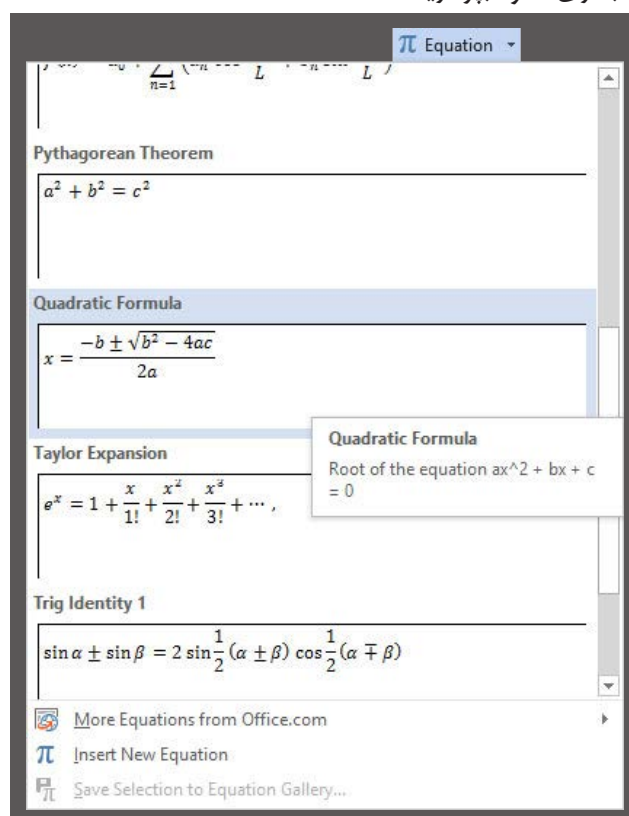 π Equation
n=1
L
L
Pythagorean Theorem
a² + b² = c²
Quadratic Formula
x = (−b ± √(b² − 4ac)) / 2a
Quadratic Formula
Root of the equation ax^2 + bx + c
= 0
Taylor Expansion
eˣ = 1 + x/1! + x²/2! + x³/3! + ⋯ ,
Trig Identity 1
sin α ± sin β = 2 sin 1/2 (α ± β) cos 1/2 (α ∓ β)
More Equations from Office.com
π Insert New Equation
Save Selection to Equation Gallery...